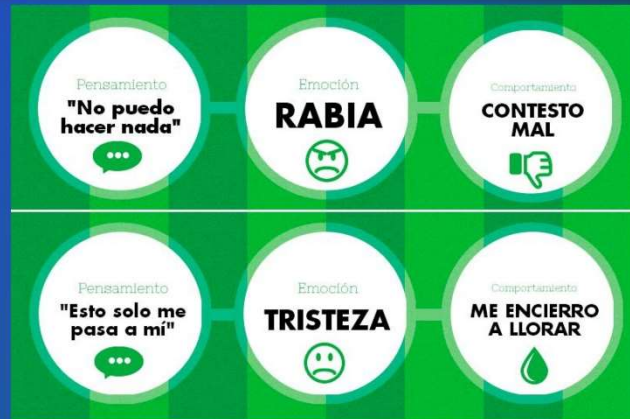 Pensamiento
"No puedo
hacer nada"
Emoción
RABIA
Comportamiento
CONTESTO
MAL
Pensamiento
"Esto solo me
pasa a mí"
Emoción
TRISTEZA
Comportamiento
ME ENCIERRO
A LLORAR